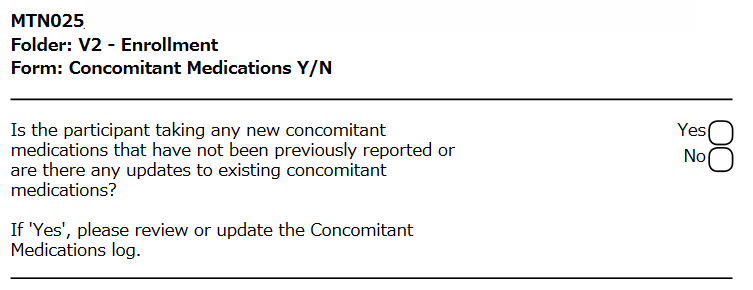 MTN025
Folder: V2 - Enrollment
Form: Concomitant Medications Y/N
Is the participant taking any new concomitant
medications that have not been previously reported or
are there any updates to existing concomitant
medications?
Yes
No
If 'Yes', please review or update the Concomitant
Medications log.